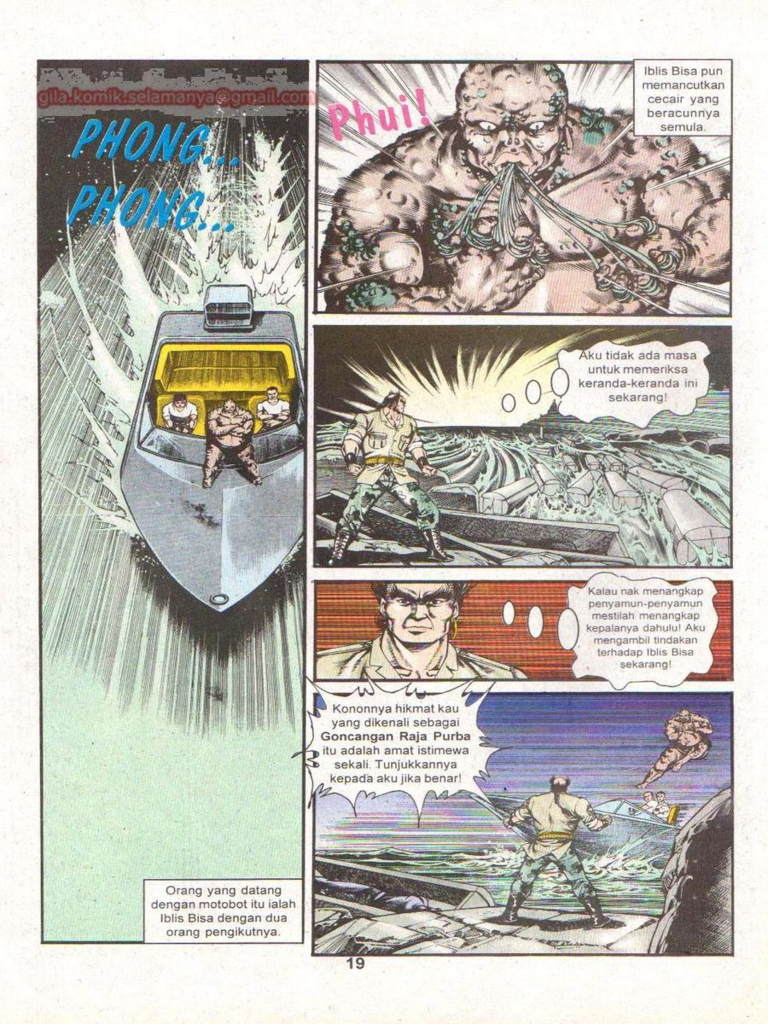 gila.komik.selamanya@gmail.com
PHONG...
PHONG...
Orang yang datang
dengan motobot itu ialah
Iblis Bisa dengan dua
orang pengikutnya.
Phui!
Iblis Bisa pun
memancutkan
cecair yang
beracunnya
semula.
Aku tidak ada masa
untuk memeriksa
keranda-keranda ini
sekarang!
Kalau nak menangkap
penyamun-penyamun
mestilah menangkap
kepalanya dahulu! Aku
mengambil tindakan
terhadap Iblis Bisa
sekarang!
Kononnya hikmat kau
yang dikenali sebagai
Goncangan Raja Purba
itu adalah amat istimewa
sekali. Tunjukkannya
kepada aku jika benar!
19